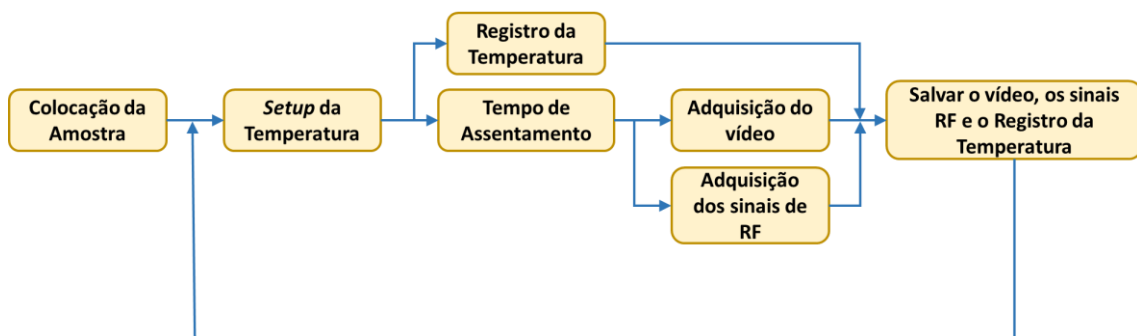 Colocação da
Amostra
Setup da
Temperatura
Registro da
Temperatura
Tempo de
Assentamento
Adquisição do
vídeo
Adquisição
dos sinais de
RF
Salvar o vídeo, os sinais
RF e o Registro da
Temperatura